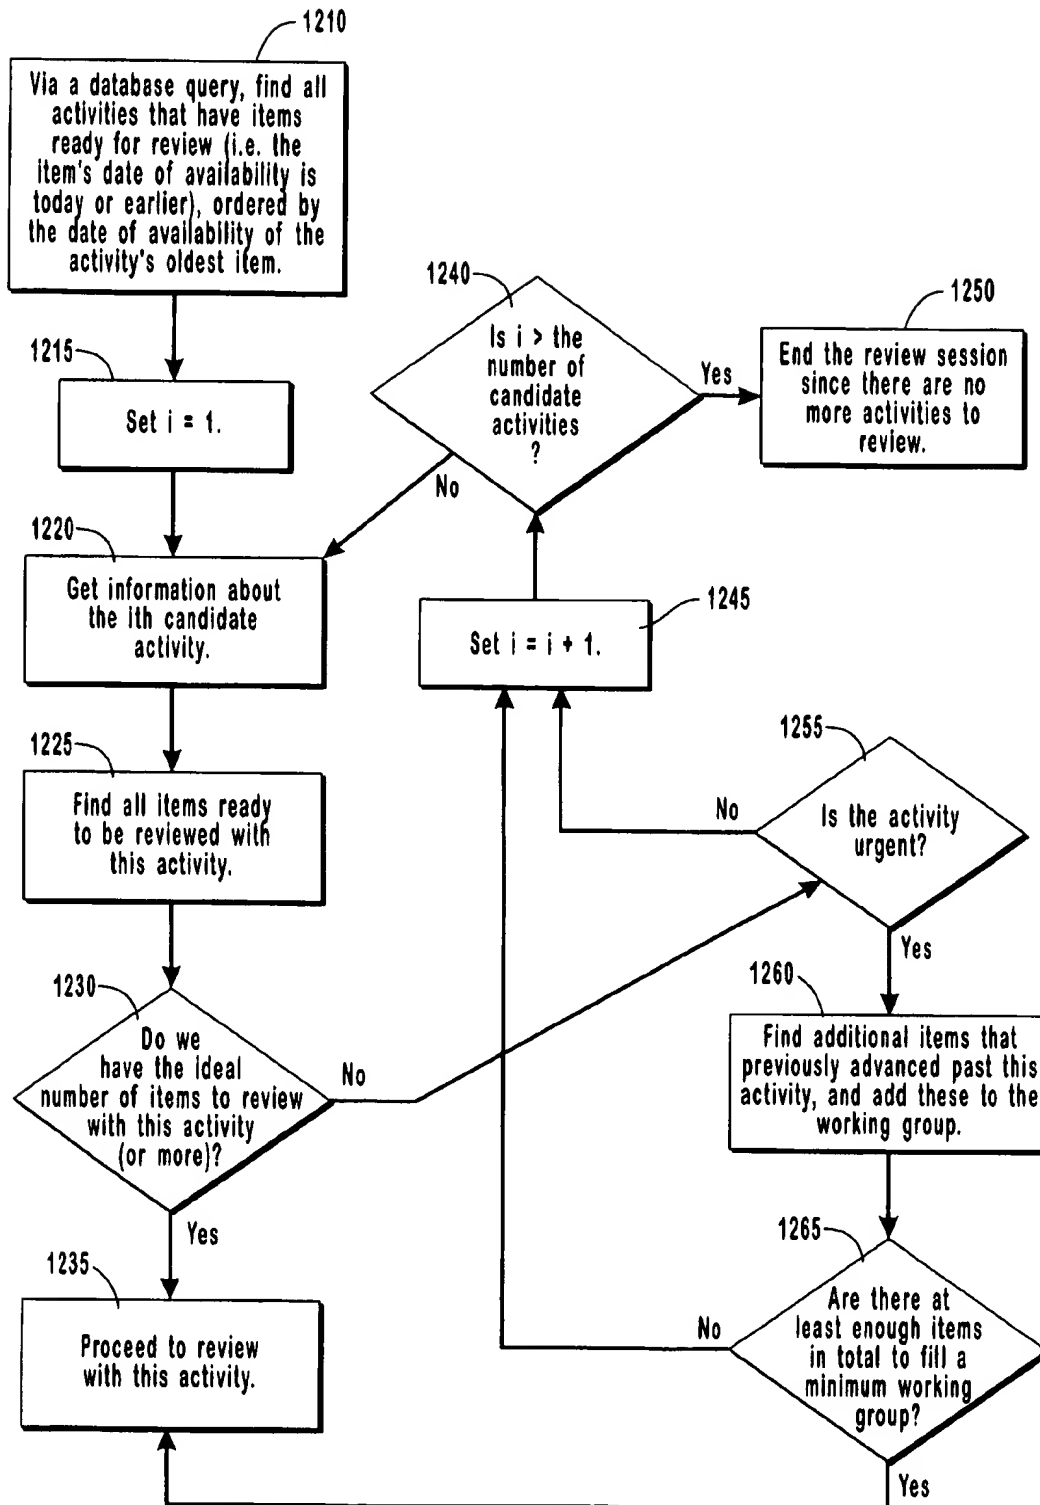 1210
Via a database query, find all
activities that have items
ready for review (i.e. the
item's date of availability is
today or earlier), ordered by
the date of availability of the
activity's oldest item.
1215
Set i = 1.
1220
Get information about
the ith candidate
activity.
1225
Find all items ready
to be reviewed with
this activity.
1230
Do we
have the ideal
number of items to review
with this activity
(or more)?
No
Yes
1235
Proceed to review
with this activity.
1240
Is i > the
number of
candidate
activities
?
Yes
No
1250
End the review session
since there are no
more activities to
review.
1245
Set i = i + 1.
1255
Is the activity
urgent?
No
Yes
1260
Find additional items that
previously advanced past this
activity, and add these to the
working group.
1265
Are there at
least enough items
in total to fill a
minimum working
group?
No
Yes